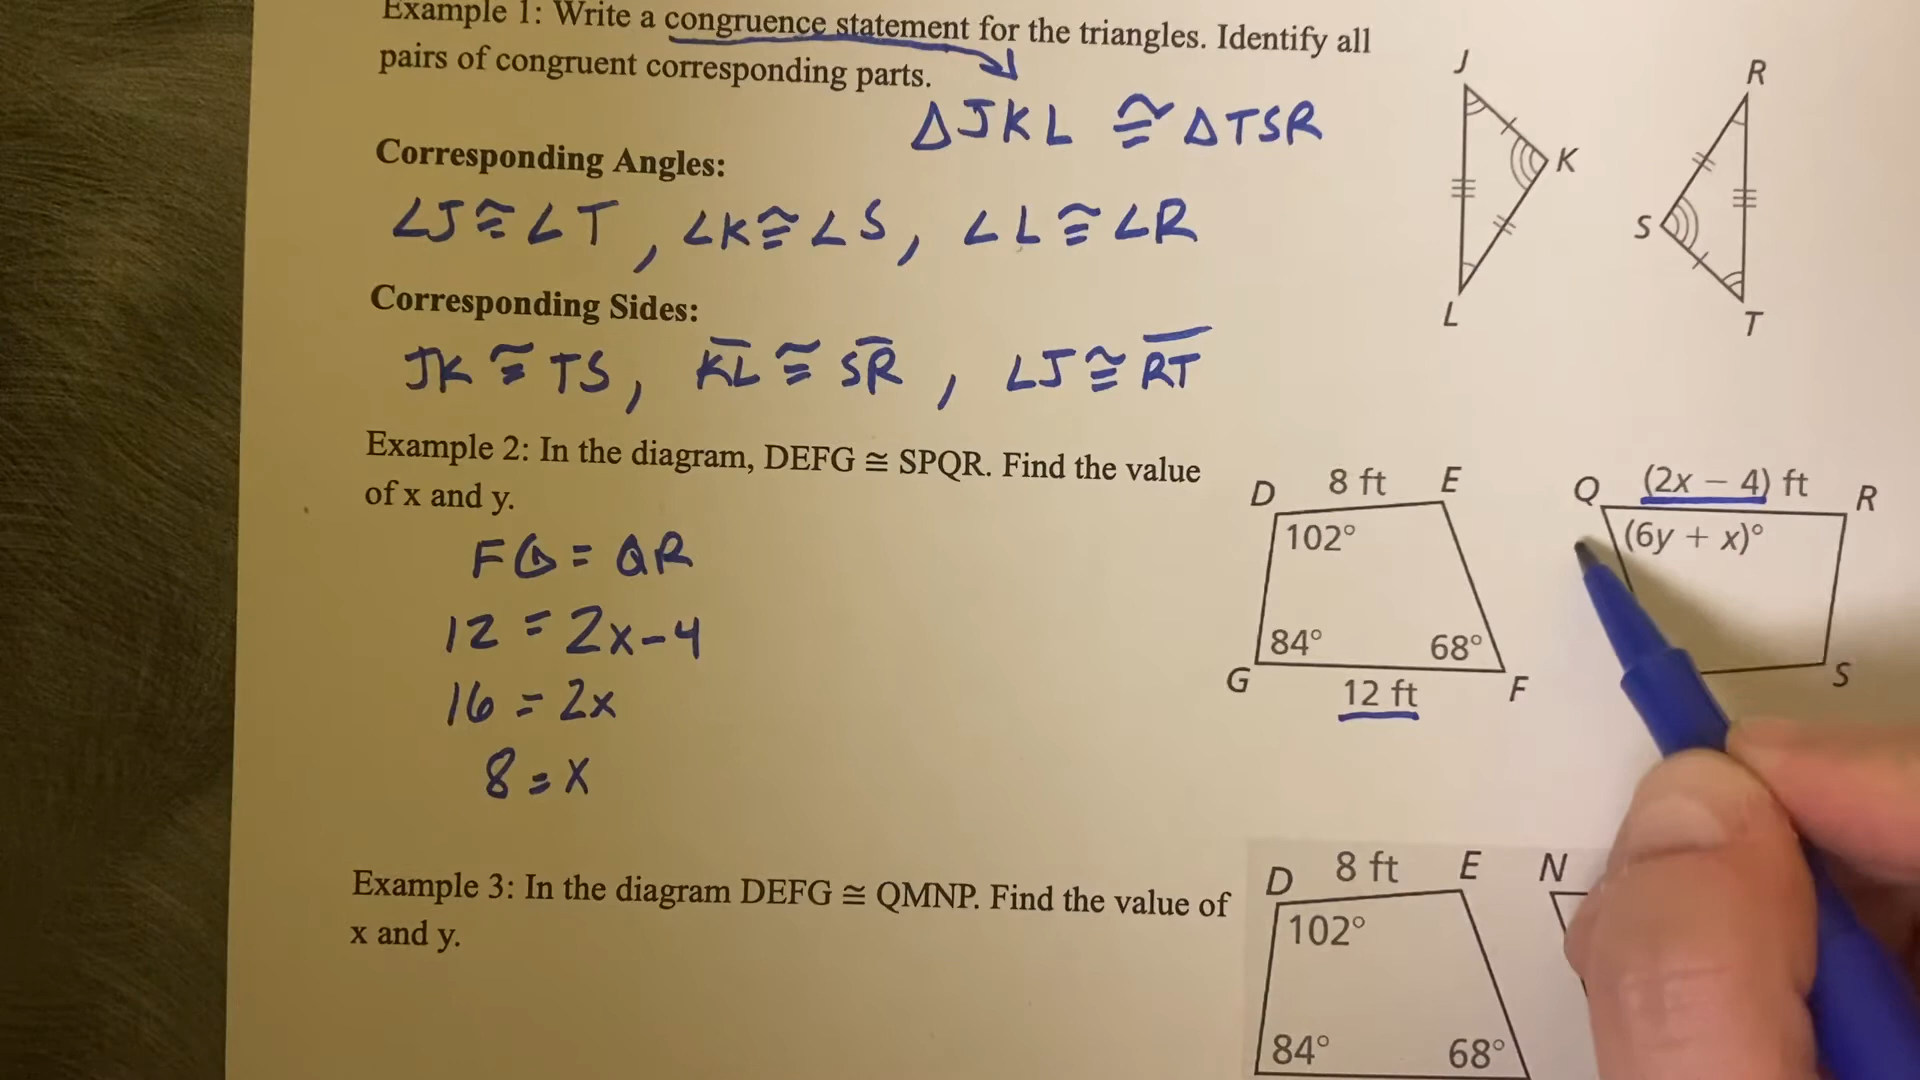 Example 1: Write a congruence statement for the triangles. Identify all
pairs of congruent corresponding parts.
△JKL ≅ △TSR
Corresponding Angles:
∠J ≅ ∠T, ∠K ≅ ∠S, ∠L ≅ ∠R
Corresponding Sides:
JK ≅ TS, KL ≅ SR, LJ ≅ RT
J
K
L
R
S
T
Example 2: In the diagram, DEFG ≅ SPQR. Find the value
of x and y.
FG = QR
12 = 2x-4
16 = 2x
8 = x
D 8 ft E
102°
84° 68°
G 12 ft F
Q (2x − 4) ft R
(6y + x)°
S
Example 3: In the diagram DEFG ≅ QMNP. Find the value of
x and y.
D 8 ft E N
102°
84° 68°